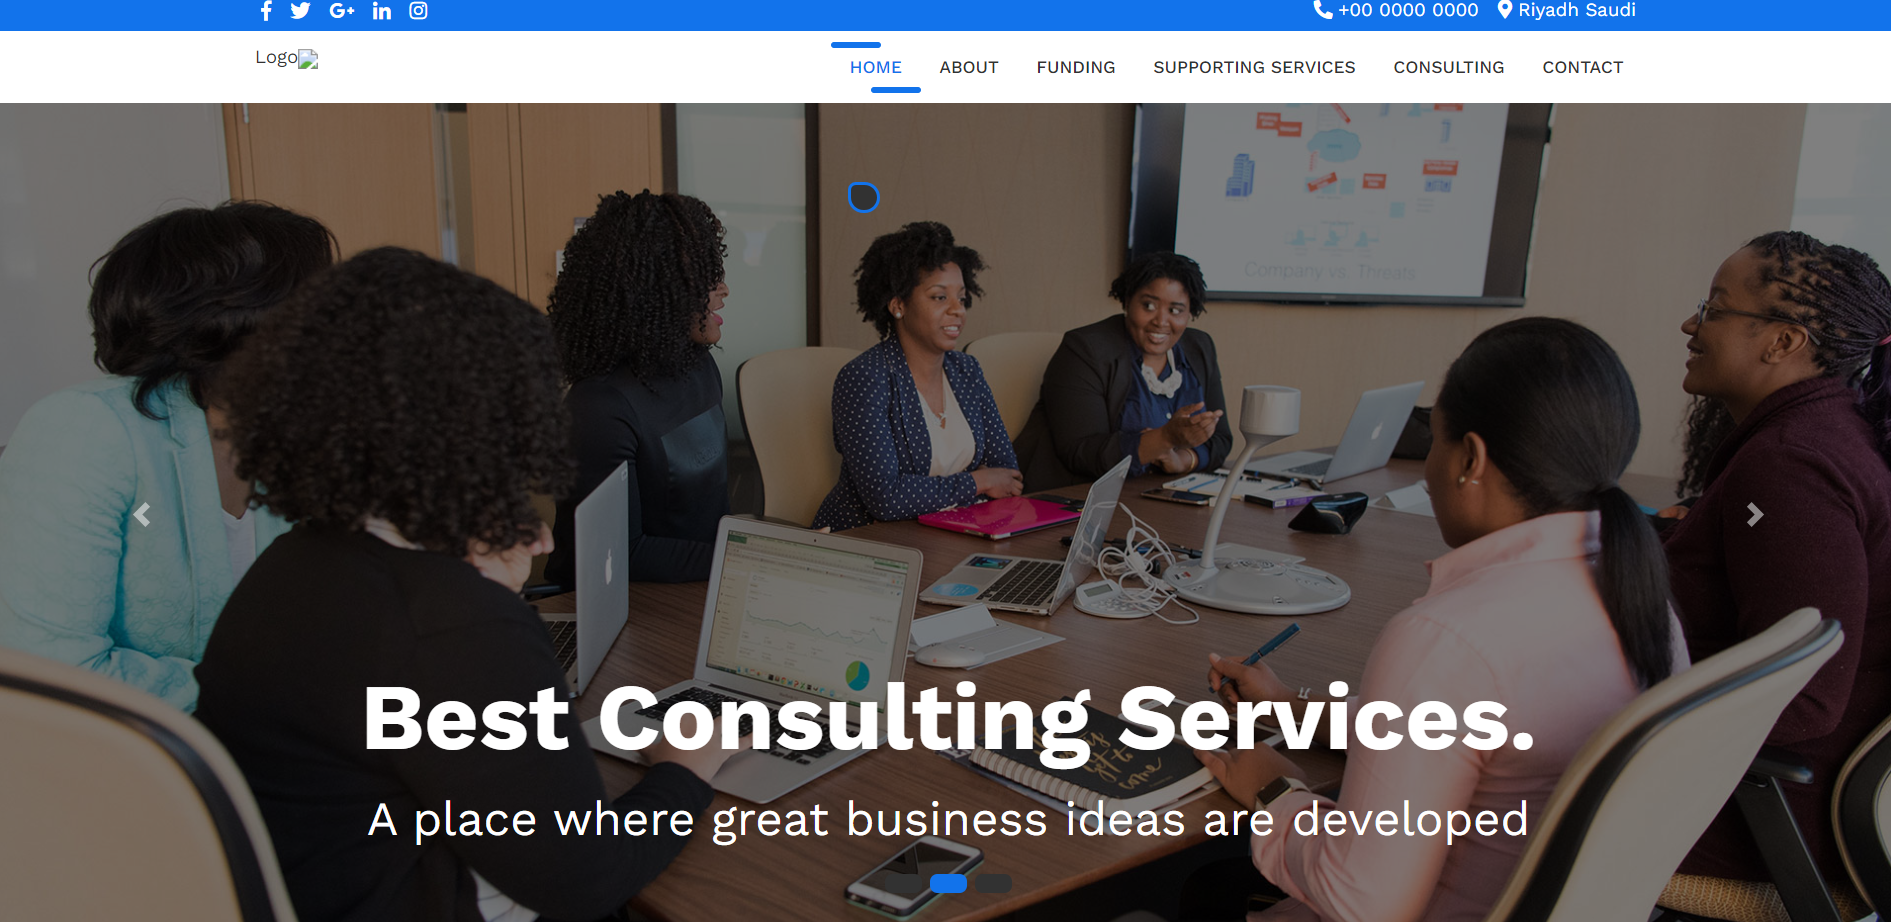 G+ in +00 0000 0000 Riyadh Saudi
Logo HOME ABOUT FUNDING SUPPORTING SERVICES CONSULTING CONTACT
Company vs. Threats
Best Consulting Services.
A place where great business ideas are developed